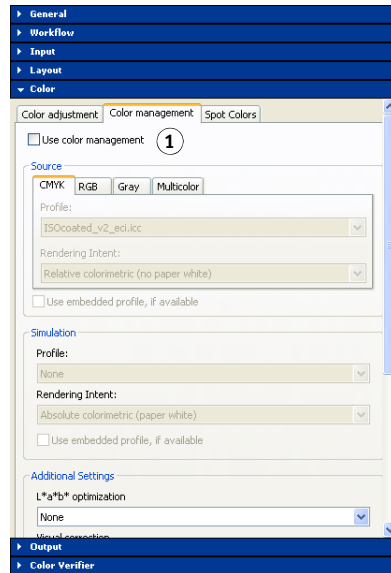 General
Workflow
Input
Layout
Color
Color adjustment Color management Spot Colors
Use color management 1
Source
CMYK RGB Gray Multicolor
Profile:
ISOcoated_v2_eci.icc
Rendering Intent:
Relative colorimetric (no paper white)
Use embedded profile, if available
Simulation
Profile:
None
Rendering Intent:
Absolute colorimetric (paper white)
Use embedded profile, if available
Additional Settings
L*a*b* optimization
None
Visual correction
Output
Color Verifier